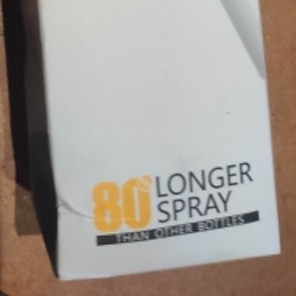 80% LONGER
SPRAY
THAN OTHER BOTTLES